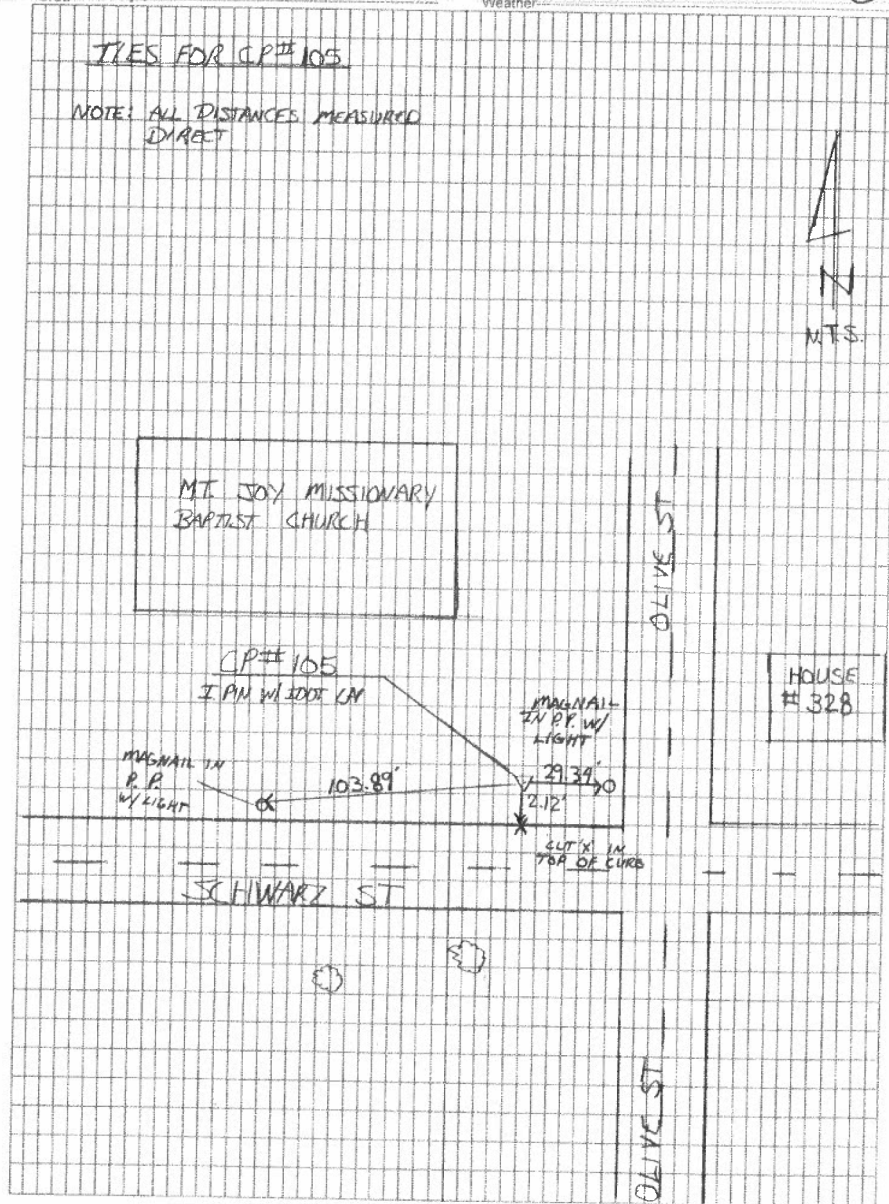 Weather
TIES FOR CP#105
NOTE: ALL DISTANCES MEASURED
DIRECT
N
N.T.S.
MT. JOY MISSIONARY
BAPTIST CHURCH
OLIVE ST
CP#105
I PIN W/ IDOT
HOUSE
# 328
MAGNAIL
IN P.P. W/
LIGHT
MAGNAIL IN
P.P.
W/ LIGHT
103.89'
29.34'
2.12'
CUT 'X' IN
TOP OF CURB
SCHWARZ ST
OLIVE ST